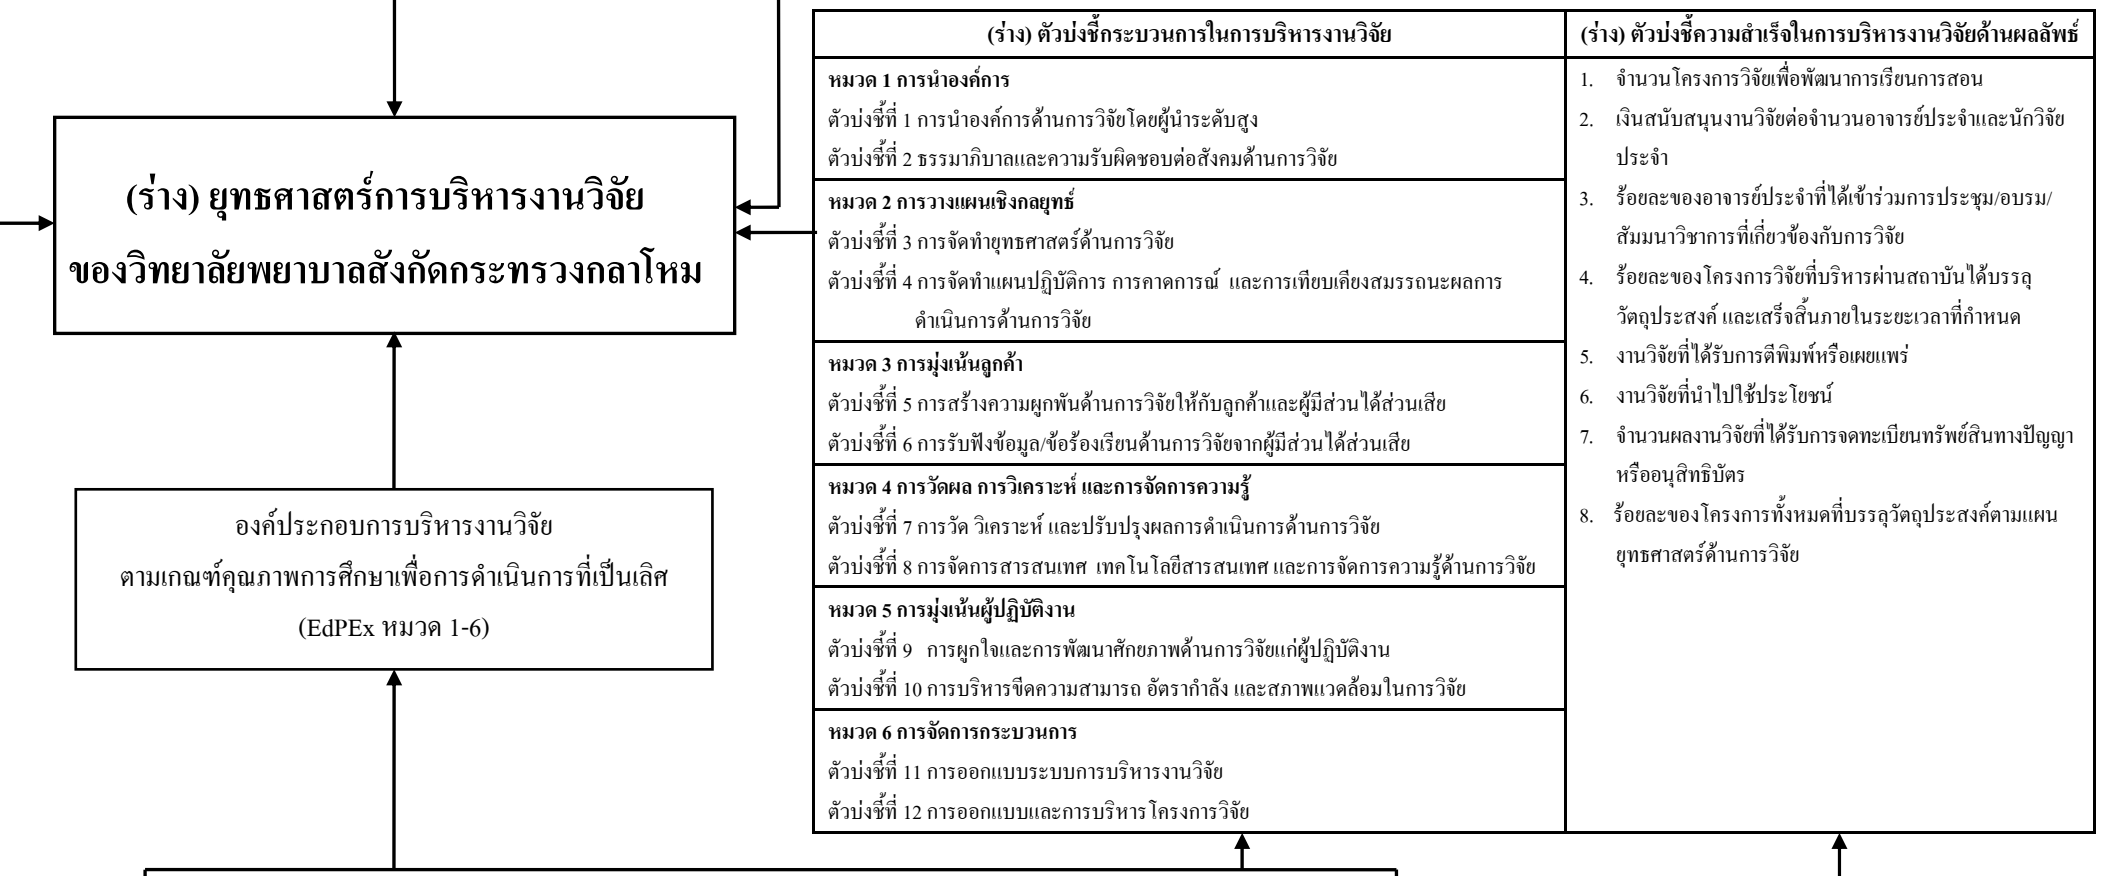 (ร่าง) ยุทธศาสตร์การบริหารงานวิจัย
ของวิทยาลัยพยาบาลสังกัดกระทรวงกลาโหม
องค์ประกอบการบริหารงานวิจัย
ตามเกณฑ์คุณภาพการศึกษาเพื่อการดำเนินการที่เป็นเลิศ
(EdPEx หมวด 1-6)
(ร่าง) ตัวบ่งชี้กระบวนการในการบริหารงานวิจัย
หมวด 1 การนำองค์การ
ตัวบ่งชี้ที่ 1 การนำองค์การด้านการวิจัยโดยผู้นำระดับสูง
ตัวบ่งชี้ที่ 2 ธรรมาภิบาลและความรับผิดชอบต่อสังคมด้านการวิจัย
หมวด 2 การวางแผนเชิงกลยุทธ์
ตัวบ่งชี้ที่ 3 การจัดทำยุทธศาสตร์ด้านการวิจัย
ตัวบ่งชี้ที่ 4 การจัดทำแผนปฏิบัติการ การคาดการณ์ และการเทียบเคียงสมรรถนะผลการ
ดำเนินการด้านการวิจัย
หมวด 3 การมุ่งเน้นลูกค้า
ตัวบ่งชี้ที่ 5 การสร้างความผูกพันด้านการวิจัยให้กับลูกค้าและผู้มีส่วนได้ส่วนเสีย
ตัวบ่งชี้ที่ 6 การรับฟังข้อมูล/ข้อร้องเรียนด้านการวิจัยจากผู้มีส่วนได้ส่วนเสีย
หมวด 4 การวัดผล การวิเคราะห์ และการจัดการความรู้
ตัวบ่งชี้ที่ 7 การวัด วิเคราะห์ และปรับปรุงผลการดำเนินการด้านการวิจัย
ตัวบ่งชี้ที่ 8 การจัดการสารสนเทศ เทคโนโลยีสารสนเทศ และการจัดการความรู้ด้านการวิจัย
หมวด 5 การมุ่งเน้นผู้ปฏิบัติงาน
ตัวบ่งชี้ที่ 9 การผูกใจและการพัฒนาศักยภาพด้านการวิจัยแก่ผู้ปฏิบัติงาน
ตัวบ่งชี้ที่ 10 การบริหารขีดความสามารถ อัตรากำลัง และสภาพแวดล้อมในการวิจัย
หมวด 6 การจัดการกระบวนการ
ตัวบ่งชี้ที่ 11 การออกแบบระบบการบริหารงานวิจัย
ตัวบ่งชี้ที่ 12 การออกแบบและการบริหารโครงการวิจัย
(ร่าง) ตัวบ่งชี้ความสำเร็จในการบริหารงานวิจัยด้านผลลัพธ์
1. จำนวนโครงการวิจัยเพื่อพัฒนาการเรียนการสอน
2. เงินสนับสนุนงานวิจัยต่อจำนวนอาจารย์ประจำและนักวิจัย
ประจำ
3. ร้อยละของอาจารย์ประจำที่ได้เข้าร่วมการประชุม/อบรม/
สัมมนาวิชาการที่เกี่ยวข้องกับการวิจัย
4. ร้อยละของโครงการวิจัยที่บริหารผ่านสถาบันได้บรรลุ
วัตถุประสงค์ และเสร็จสิ้นภายในระยะเวลาที่กำหนด
5. งานวิจัยที่ได้รับการตีพิมพ์หรือเผยแพร่
6. งานวิจัยที่นำไปใช้ประโยชน์
7. จำนวนผลงานวิจัยที่ได้รับการจดทะเบียนทรัพย์สินทางปัญญา
หรืออนุสิทธิบัตร
8. ร้อยละของโครงการทั้งหมดที่บรรลุวัตถุประสงค์ตามแผน
ยุทธศาสตร์ด้านการวิจัย